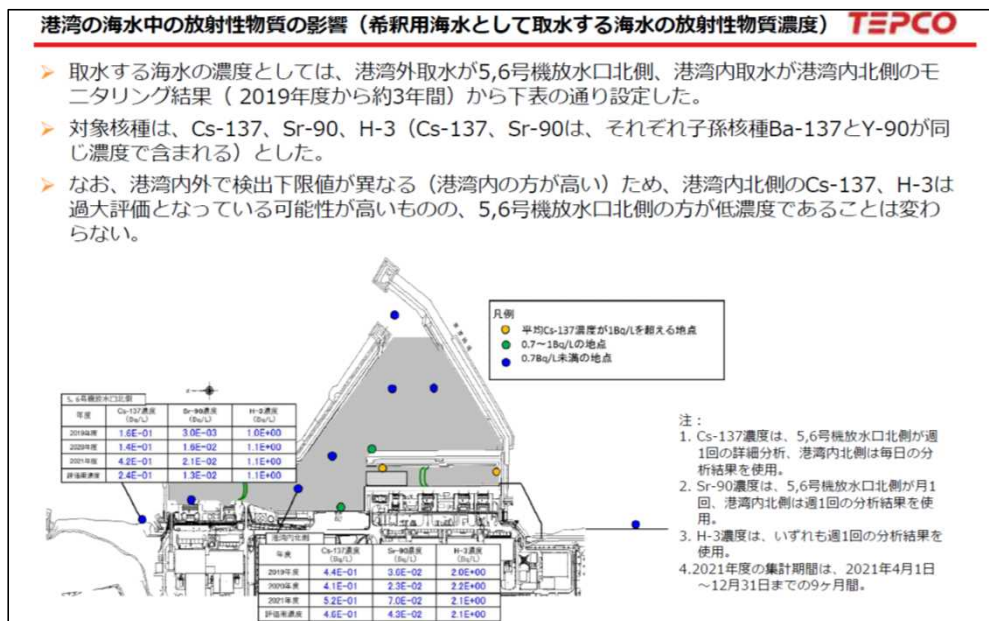 港湾の海水中の放射性物質の影響（希釈用海水として取水する海水の放射性物質濃度）
TEPCO
➢ 取水する海水の濃度としては、港湾外取水が5,6号機放水口北側、港湾内取水が港湾内北側のモ
ニタリング結果（ 2019年度から約3年間）から下表の通り設定した。
➢ 対象核種は、Cs-137、Sr-90、H-3（Cs-137、Sr-90は、それぞれ子孫核種Ba-137とY-90が同
じ濃度で含まれる）とした。
➢ なお、港湾内外で検出下限値が異なる（港湾内の方が高い）ため、港湾内北側のCs-137、H-3は
過大評価となっている可能性が高いものの、5,6号機放水口北側の方が低濃度であることは変わ
らない。
凡例
平均Cs-137濃度が1Bq/Lを超える地点
0.7～1Bq/Lの地点
0.7Bq/L未満の地点
5,6号機放水口北側
年度 Cs-137濃度 (Bq/L) Sr-90濃度 (Bq/L) H-3濃度 (Bq/L)
2019年度 1.6E-01 3.0E-03 1.0E+00
2020年度 1.4E-01 1.6E-02 1.1E+00
2021年度 4.2E-01 2.1E-02 1.1E+00
評価用濃度 2.4E-01 1.3E-02 1.1E+00
港湾内北側
年度 Cs-137濃度 (Bq/L) Sr-90濃度 (Bq/L) H-3濃度 (Bq/L)
2019年度 4.4E-01 3.6E-02 2.0E+00
2020年度 4.1E-01 2.3E-02 2.2E+00
2021年度 5.2E-01 7.0E-02 2.1E+00
評価用濃度 4.6E-01 4.3E-02 2.1E+00
注：
1. Cs-137濃度は、5,6号機放水口北側が週
1回の詳細分析、港湾内北側は毎日の分
析結果を使用。
2. Sr-90濃度は、5,6号機放水口北側が月1
回、港湾内北側は週1回の分析結果を使
用。
3. H-3濃度は、いずれも週1回の分析結果を
使用。
4.2021年度の集計期間は、2021年4月1日
～12月31日までの9ヶ月間。